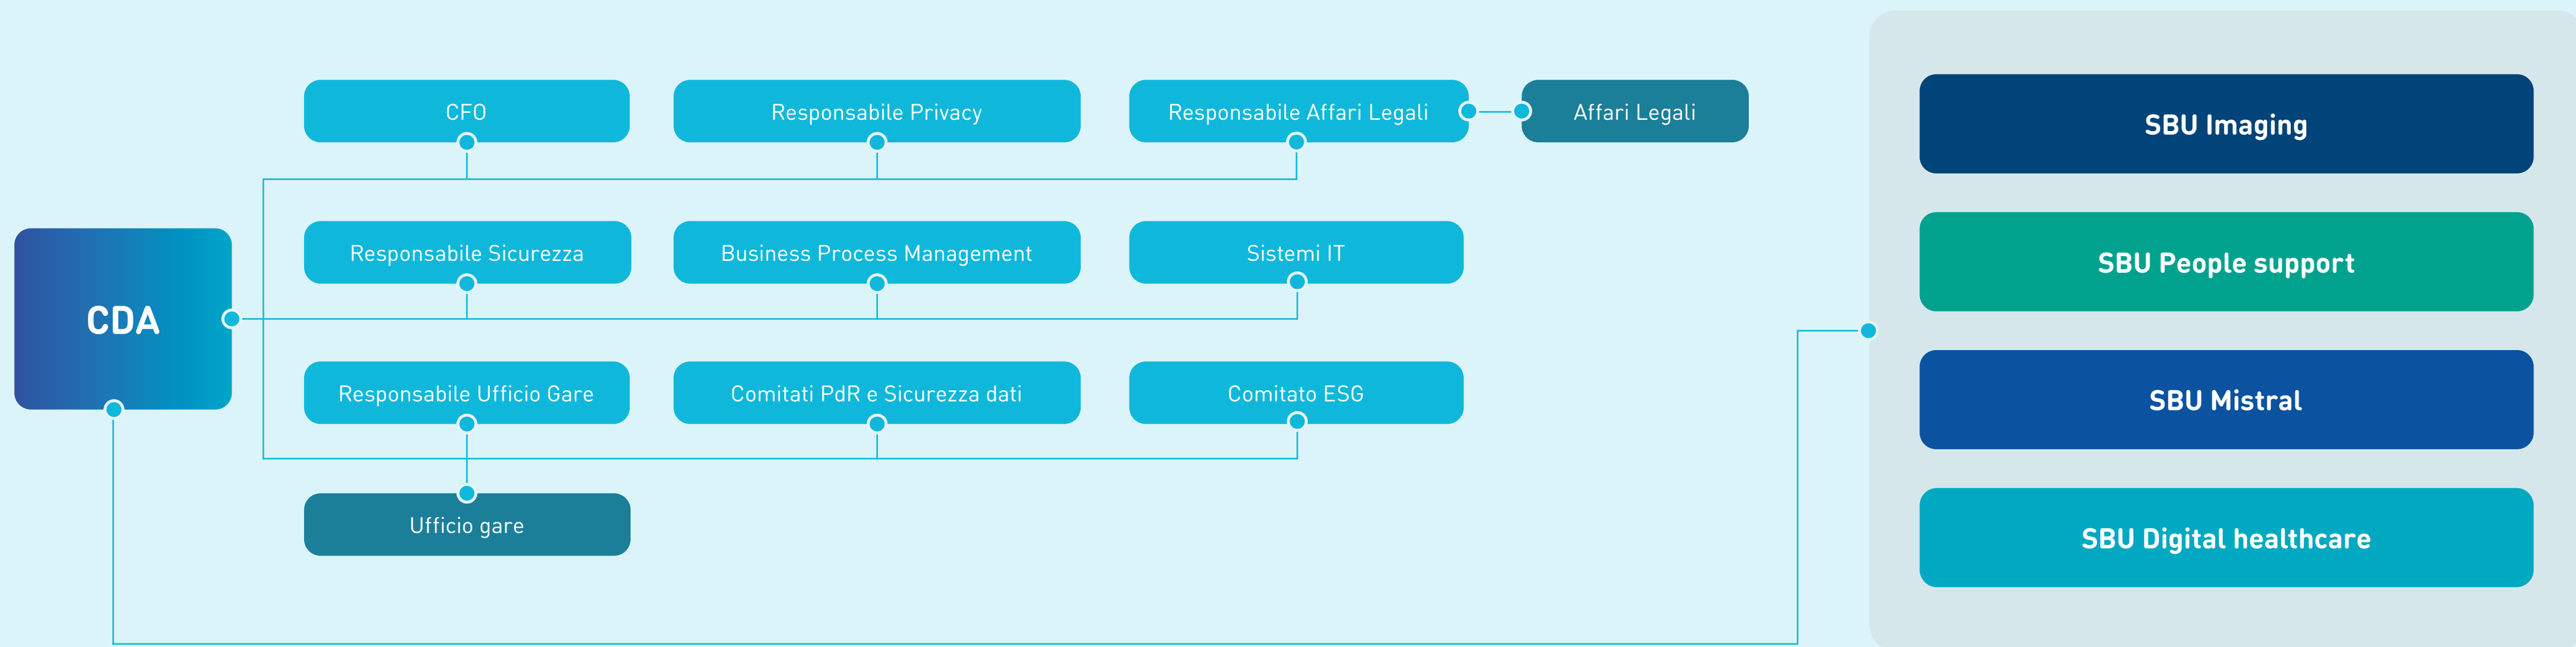 CDA
CFO
Responsabile Privacy
Responsabile Affari Legali
Affari Legali
Responsabile Sicurezza
Business Process Management
Sistemi IT
Responsabile Ufficio Gare
Comitati PdR e Sicurezza dati
Comitato ESG
Ufficio gare
SBU Imaging
SBU People support
SBU Mistral
SBU Digital healthcare